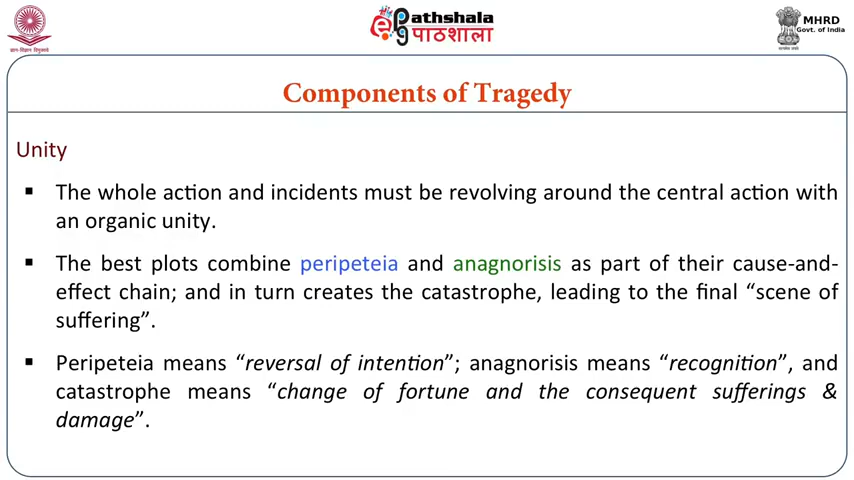 ज्ञान-विज्ञान विमुक्तये
ePathshala
पाठशाला
MHRD
Govt. of India
Components of Tragedy
Unity
▪ The whole action and incidents must be revolving around the central action with
an organic unity.
▪ The best plots combine peripeteia and anagnorisis as part of their cause-and-
effect chain; and in turn creates the catastrophe, leading to the final “scene of
suffering”.
▪ Peripeteia means “reversal of intention”; anagnorisis means “recognition”, and
catastrophe means “change of fortune and the consequent sufferings &
damage”.